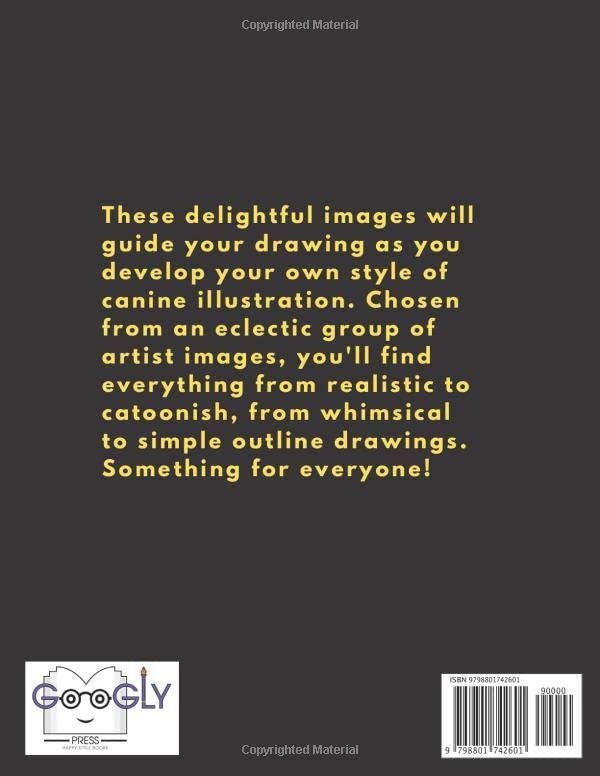 Copyrighted Material
These delightful images will
guide your drawing as you
develop your own style of
canine illustration. Chosen
from an eclectic group of
artist images, you'll find
everything from realistic to
catoonish, from whimsical
to simple outline drawings.
Something for everyone!
GOOGLY
PRESS
HAPPY LITTLE BOOKS
ISBN 9798801742601
90000
9 798801 742601
Copyrighted Material